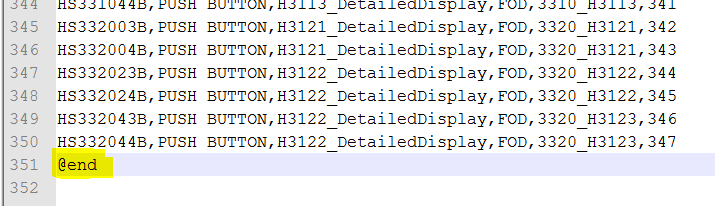 344 HS331044B,PUSH BUTTON,H3113_DetailedDisplay,FOD,3310_H3113,341
345 HS332003B,PUSH BUTTON,H3121_DetailedDisplay,FOD,3320_H3121,342
346 HS332004B,PUSH BUTTON,H3121_DetailedDisplay,FOD,3320_H3121,343
347 HS332023B,PUSH BUTTON,H3122_DetailedDisplay,FOD,3320_H3122,344
348 HS332024B,PUSH BUTTON,H3122_DetailedDisplay,FOD,3320_H3122,345
349 HS332043B,PUSH BUTTON,H3122_DetailedDisplay,FOD,3320_H3123,346
350 HS332044B,PUSH BUTTON,H3122_DetailedDisplay,FOD,3320_H3123,347
351 @end
352